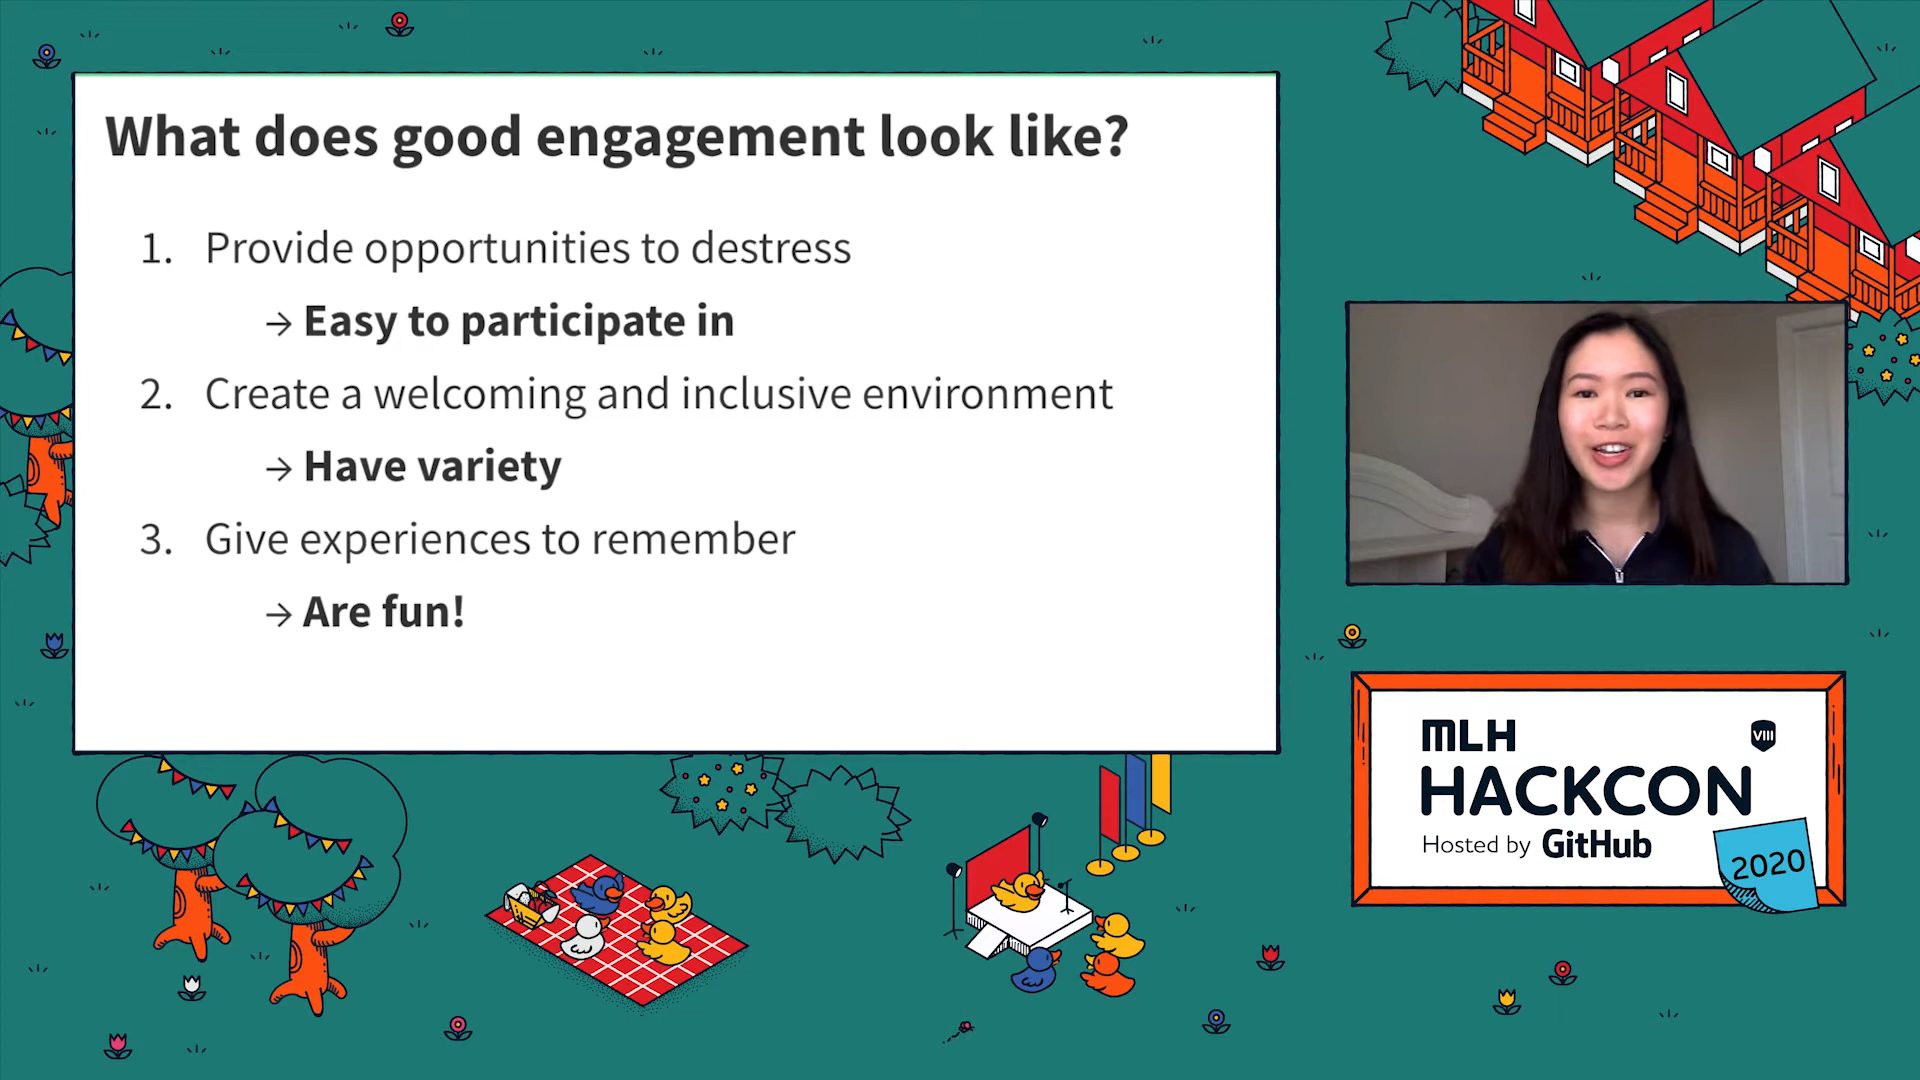 What does good engagement look like?
1. Provide opportunities to destress
→ Easy to participate in
2. Create a welcoming and inclusive environment
→ Have variety
3. Give experiences to remember
→ Are fun!
MLH
VIII
HACKCON
Hosted by GitHub
2020